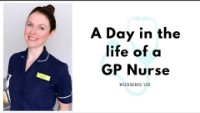 A Day in the
life of a
GP Nurse